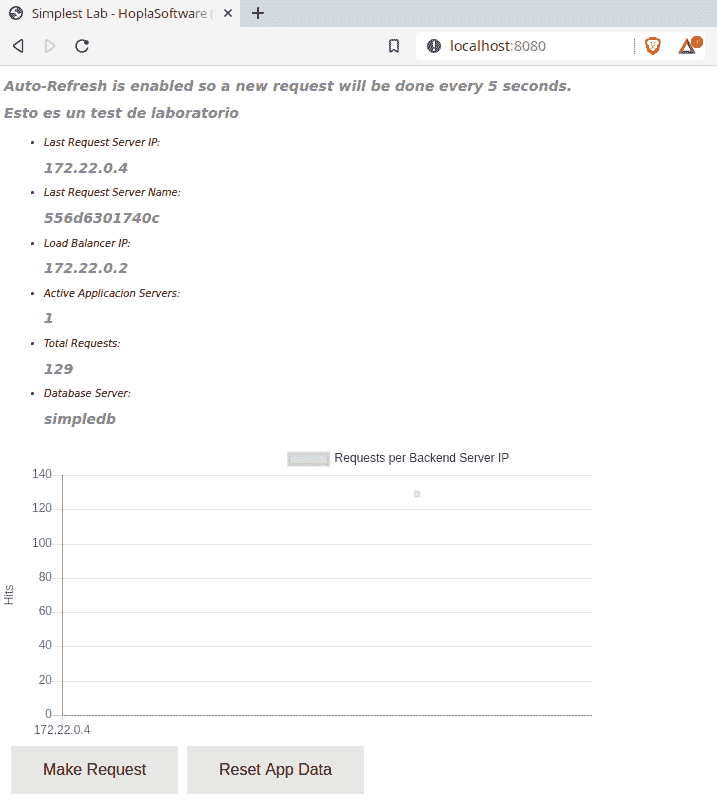 Simplest Lab - HoplaSoftware (
localhost:8080
Auto-Refresh is enabled so a new request will be done every 5 seconds.
Esto es un test de laboratorio
Last Request Server IP:
172.22.0.4
Last Request Server Name:
556d6301740c
Load Balancer IP:
172.22.0.2
Active Applicacion Servers:
1
Total Requests:
129
Database Server:
simpledb
Requests per Backend Server IP
140
120
100
80
60
40
20
0
Hits
172.22.0.4
Make Request
Reset App Data